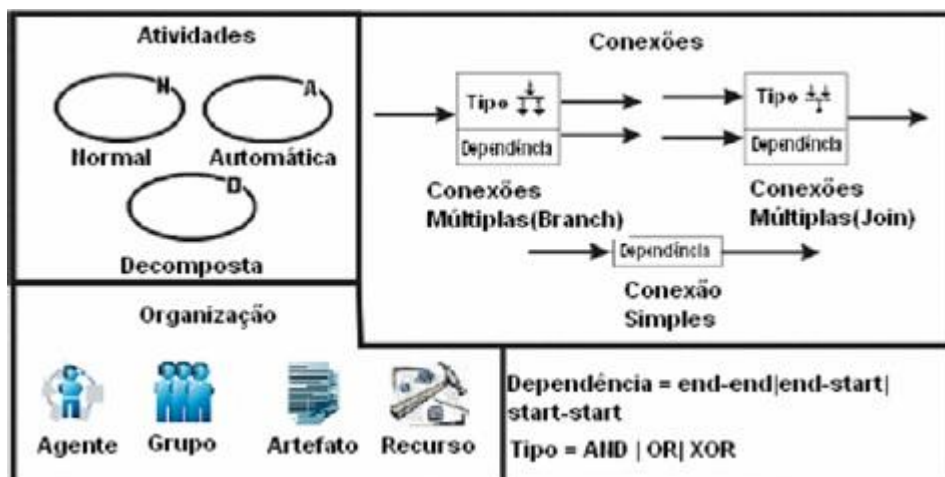 Atividades
N
A
Normal
Automática
D
Decomposta
Conexões
Tipo
Dependência
Tipo
Dependência
Conexões
Múltiplas(Branch)
Conexões
Múltiplas(Join)
Dependência
Conexão
Simples
Organização
Agente
Grupo
Artefato
Recurso
Dependência = end-end|end-start|
start-start
Tipo = AND | OR| XOR